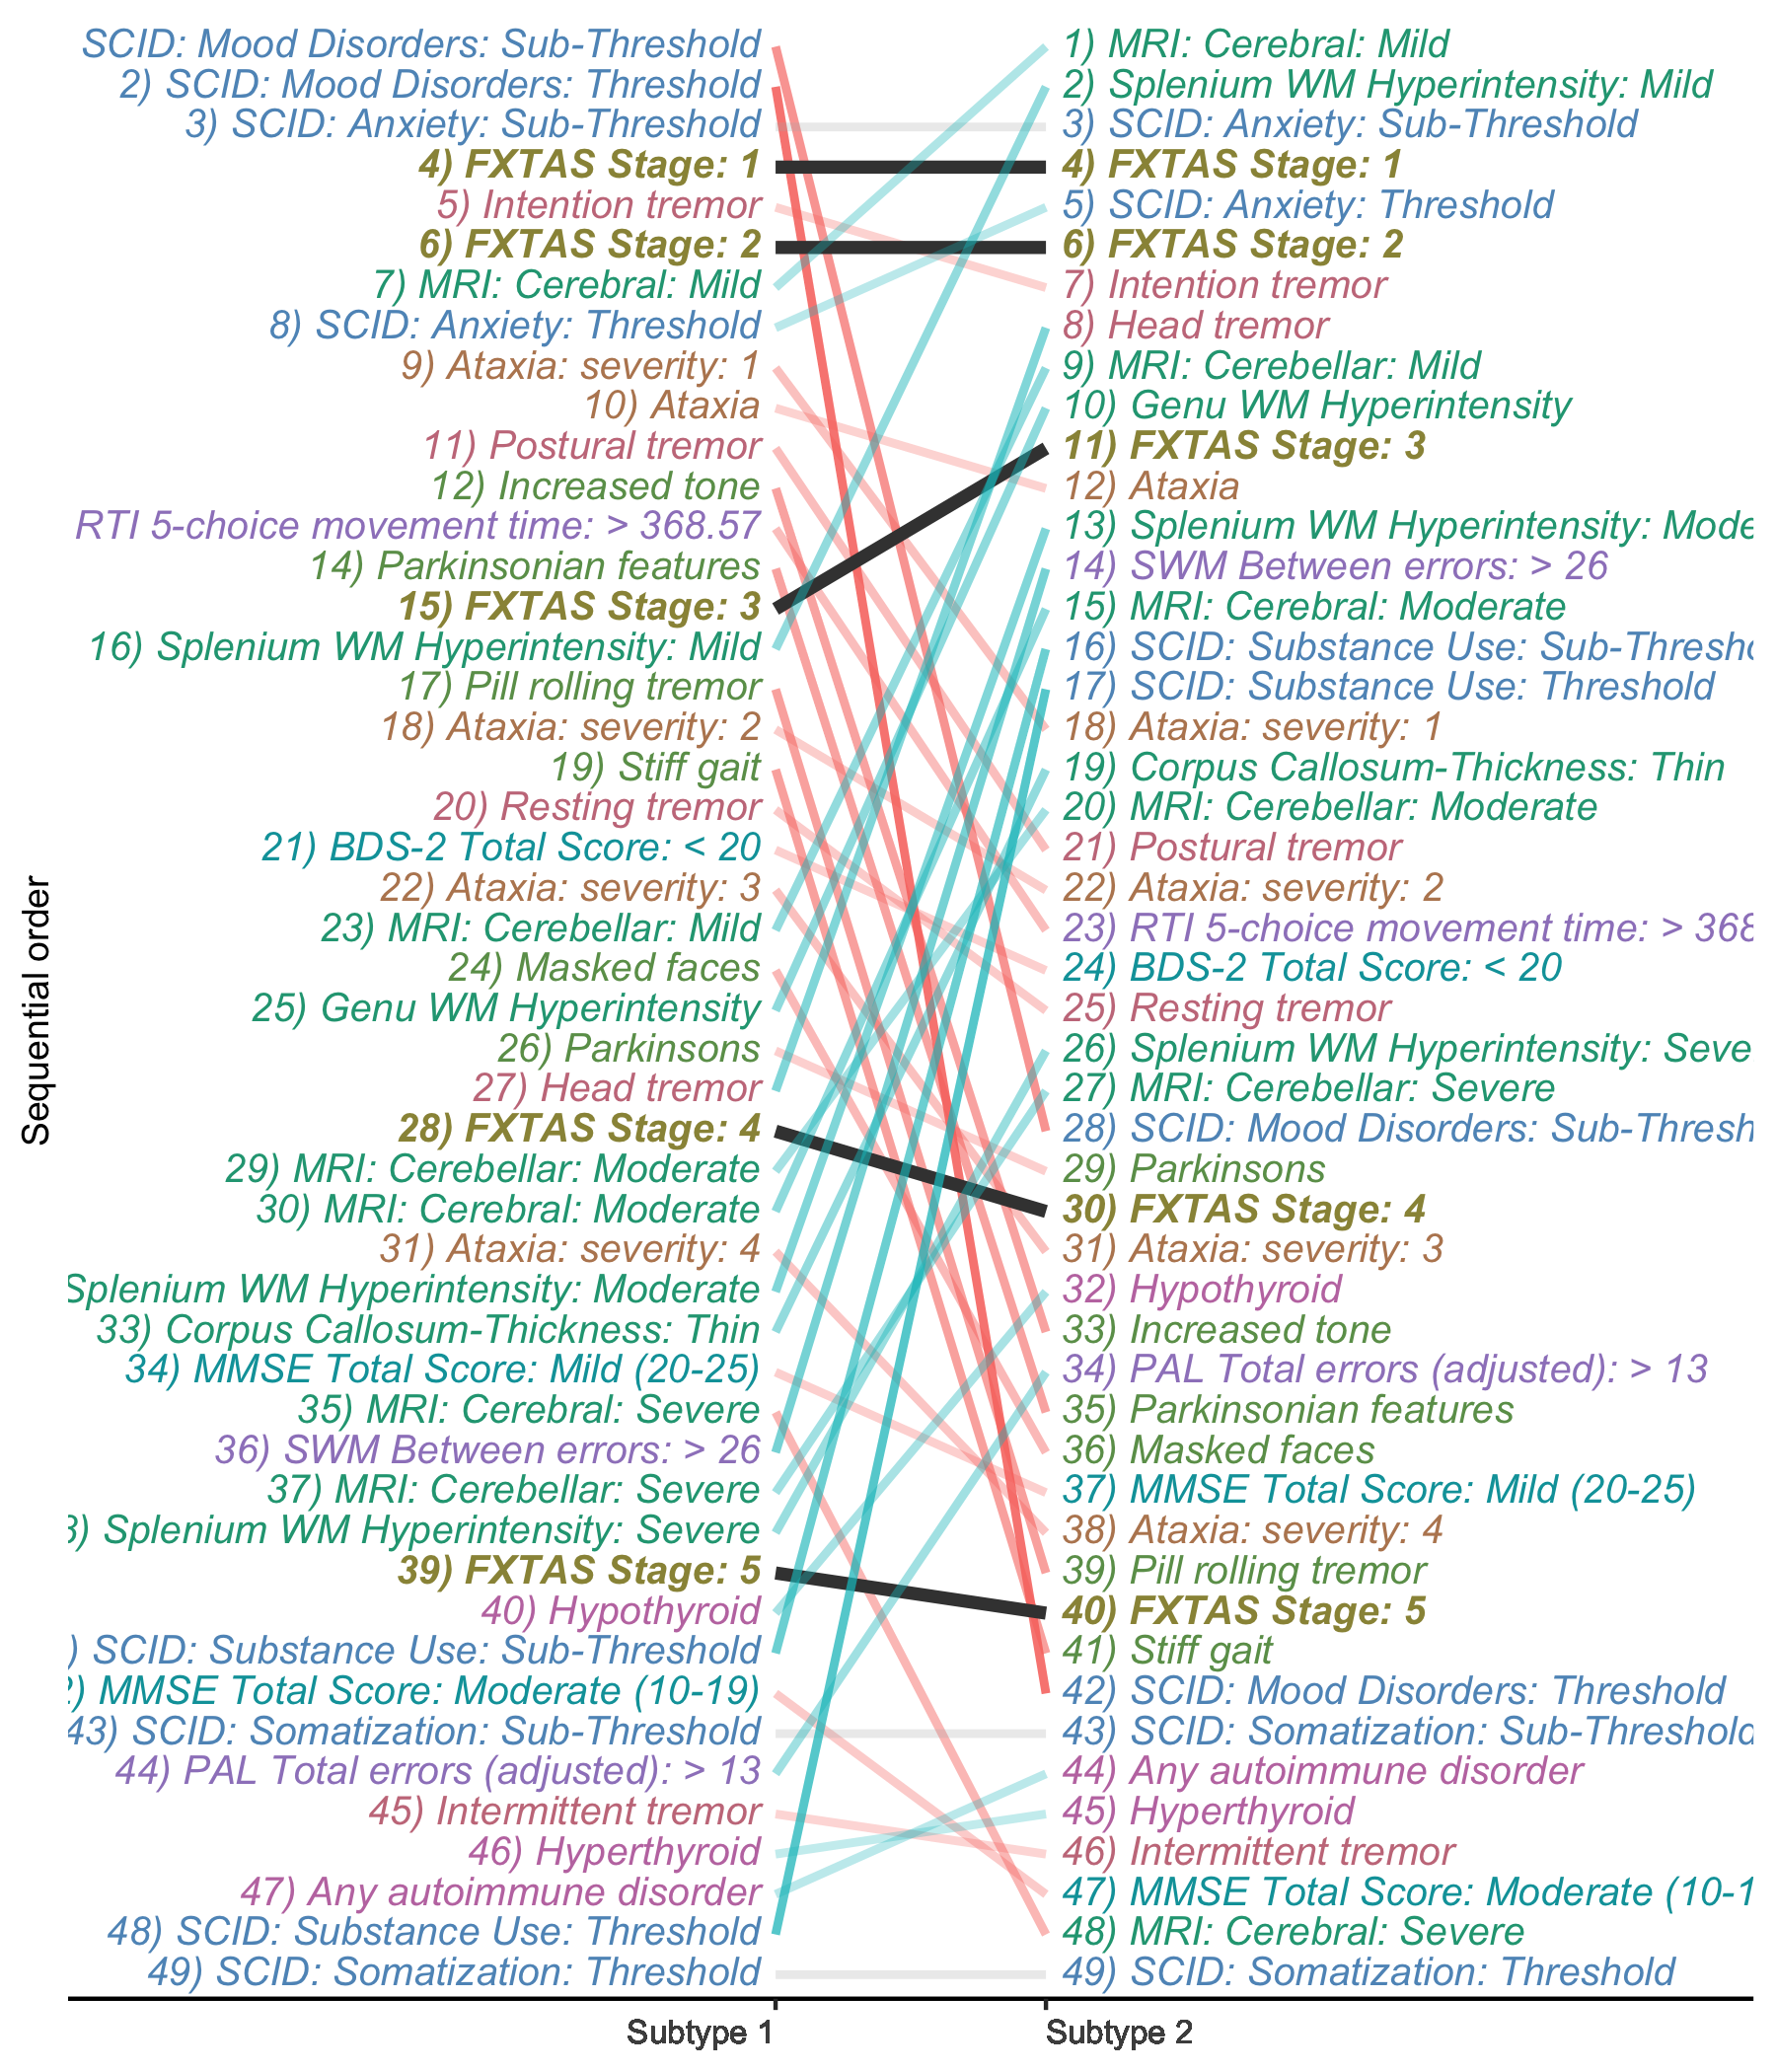 Sequential order
SCID: Mood Disorders: Sub-Threshold
2) SCID: Mood Disorders: Threshold
3) SCID: Anxiety: Sub-Threshold
4) FXTAS Stage: 1
5) Intention tremor
6) FXTAS Stage: 2
7) MRI: Cerebral: Mild
8) SCID: Anxiety: Threshold
9) Ataxia: severity: 1
10) Ataxia
11) Postural tremor
12) Increased tone
RTI 5-choice movement time: > 368.57
14) Parkinsonian features
15) FXTAS Stage: 3
16) Splenium WM Hyperintensity: Mild
17) Pill rolling tremor
18) Ataxia: severity: 2
19) Stiff gait
20) Resting tremor
21) BDS-2 Total Score: < 20
22) Ataxia: severity: 3
23) MRI: Cerebellar: Mild
24) Masked faces
25) Genu WM Hyperintensity
26) Parkinsons
27) Head tremor
28) FXTAS Stage: 4
29) MRI: Cerebellar: Moderate
30) MRI: Cerebral: Moderate
31) Ataxia: severity: 4
Splenium WM Hyperintensity: Moderate
33) Corpus Callosum-Thickness: Thin
34) MMSE Total Score: Mild (20-25)
35) MRI: Cerebral: Severe
36) SWM Between errors: > 26
37) MRI: Cerebellar: Severe
) Splenium WM Hyperintensity: Severe
39) FXTAS Stage: 5
40) Hypothyroid
) SCID: Substance Use: Sub-Threshold
) MMSE Total Score: Moderate (10-19)
43) SCID: Somatization: Sub-Threshold
44) PAL Total errors (adjusted): > 13
45) Intermittent tremor
46) Hyperthyroid
47) Any autoimmune disorder
48) SCID: Substance Use: Threshold
49) SCID: Somatization: Threshold
1) MRI: Cerebral: Mild
2) Splenium WM Hyperintensity: Mild
3) SCID: Anxiety: Sub-Threshold
4) FXTAS Stage: 1
5) SCID: Anxiety: Threshold
6) FXTAS Stage: 2
7) Intention tremor
8) Head tremor
9) MRI: Cerebellar: Mild
10) Genu WM Hyperintensity
11) FXTAS Stage: 3
12) Ataxia
13) Splenium WM Hyperintensity: Mode
14) SWM Between errors: > 26
15) MRI: Cerebral: Moderate
16) SCID: Substance Use: Sub-Thresho
17) SCID: Substance Use: Threshold
18) Ataxia: severity: 1
19) Corpus Callosum-Thickness: Thin
20) MRI: Cerebellar: Moderate
21) Postural tremor
22) Ataxia: severity: 2
23) RTI 5-choice movement time: > 368
24) BDS-2 Total Score: < 20
25) Resting tremor
26) Splenium WM Hyperintensity: Seve
27) MRI: Cerebellar: Severe
28) SCID: Mood Disorders: Sub-Thresh
29) Parkinsons
30) FXTAS Stage: 4
31) Ataxia: severity: 3
32) Hypothyroid
33) Increased tone
34) PAL Total errors (adjusted): > 13
35) Parkinsonian features
36) Masked faces
37) MMSE Total Score: Mild (20-25)
38) Ataxia: severity: 4
39) Pill rolling tremor
40) FXTAS Stage: 5
41) Stiff gait
42) SCID: Mood Disorders: Threshold
43) SCID: Somatization: Sub-Threshold
44) Any autoimmune disorder
45) Hyperthyroid
46) Intermittent tremor
47) MMSE Total Score: Moderate (10-1
48) MRI: Cerebral: Severe
49) SCID: Somatization: Threshold
Subtype 1
Subtype 2